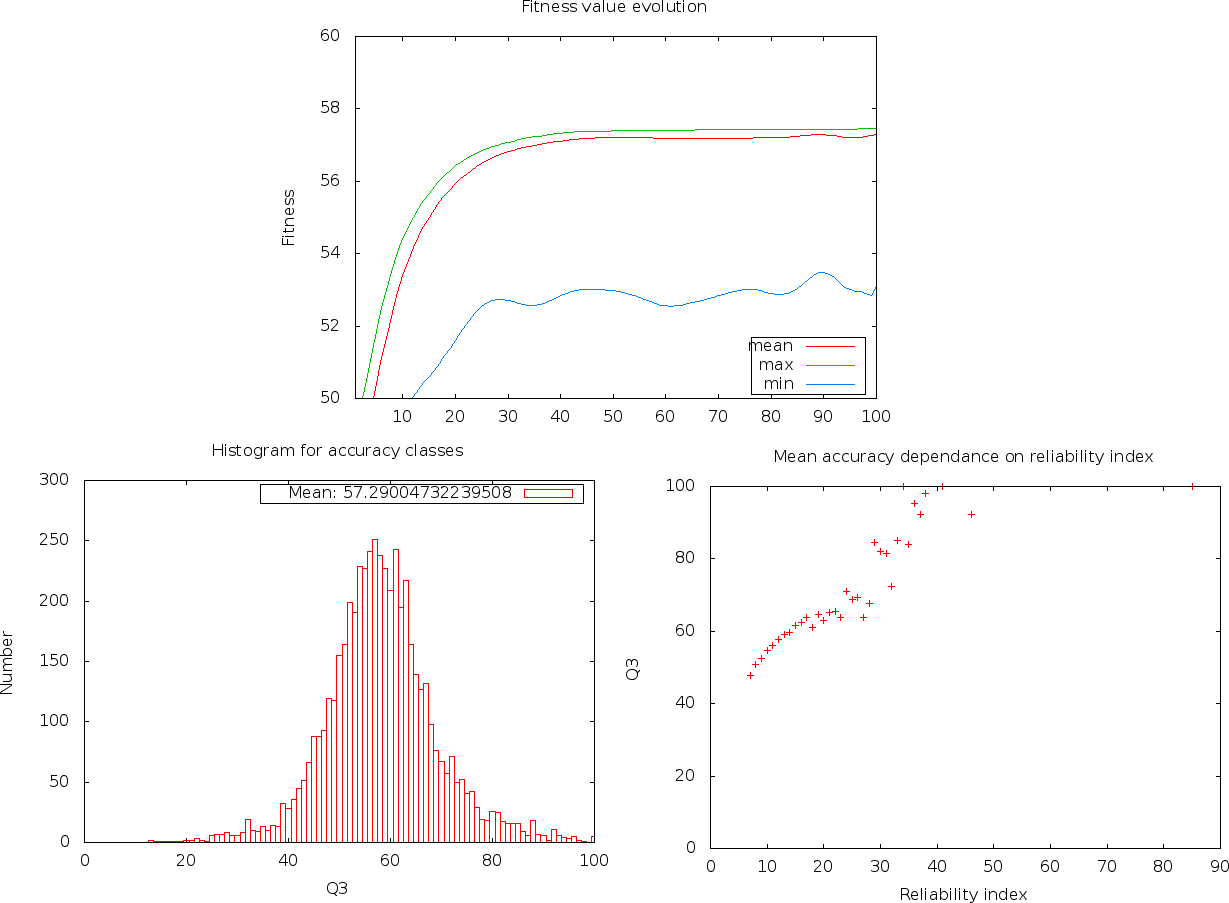 Fitness value evolution
60
58
56
54
52
50
Fitness
mean
max
min
10 20 30 40 50 60 70 80 90 100
Histogram for accuracy classes
300
250
200
150
100
50
0
Number
Mean: 57.29004732239508
0 20 40 60 80 100
Q3
Mean accuracy dependance on reliability index
100
80
60
40
20
0
Q3
0 10 20 30 40 50 60 70 80 90
Reliability index